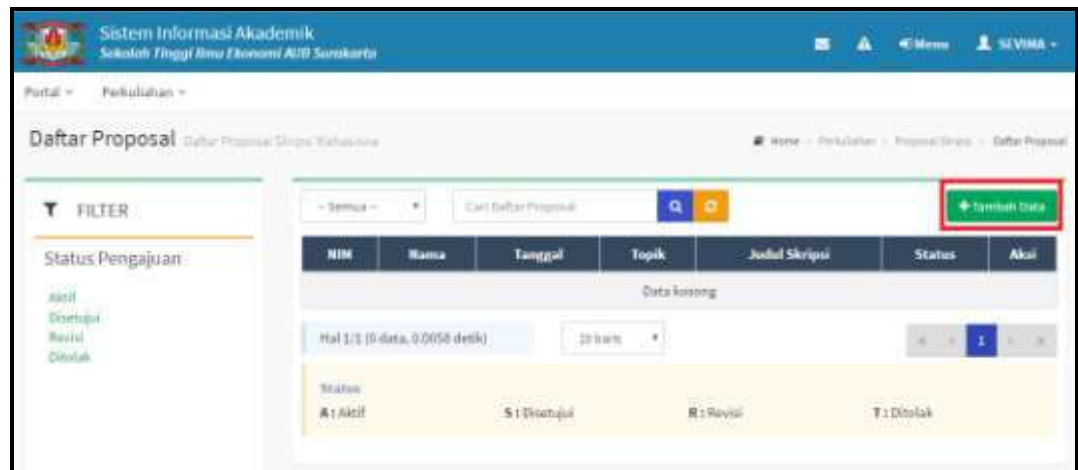 Sistem Informasi Akademik
Sekolah Tinggi Ilmu Ekonomi AUB Surakarta
Menu
SEVIMA
Portal
Perkuliahan
Daftar Proposal Daftar Proposal Skripsi Mahasiswa
Home Perkuliahan Proposal Skripsi Daftar Proposal
FILTER
Status Pengajuan
Aktif
Disetujui
Revisi
Ditolak
-- Semua -- Cari Daftar Proposal
+ Tambah Data
NIM Nama Tanggal Topik Judul Skripsi Status Aksi
Data kosong
Hal 1/1 (0 data, 0.0058 detik) baris 1
Status
A : Aktif S : Disetujui R : Revisi T : Ditolak